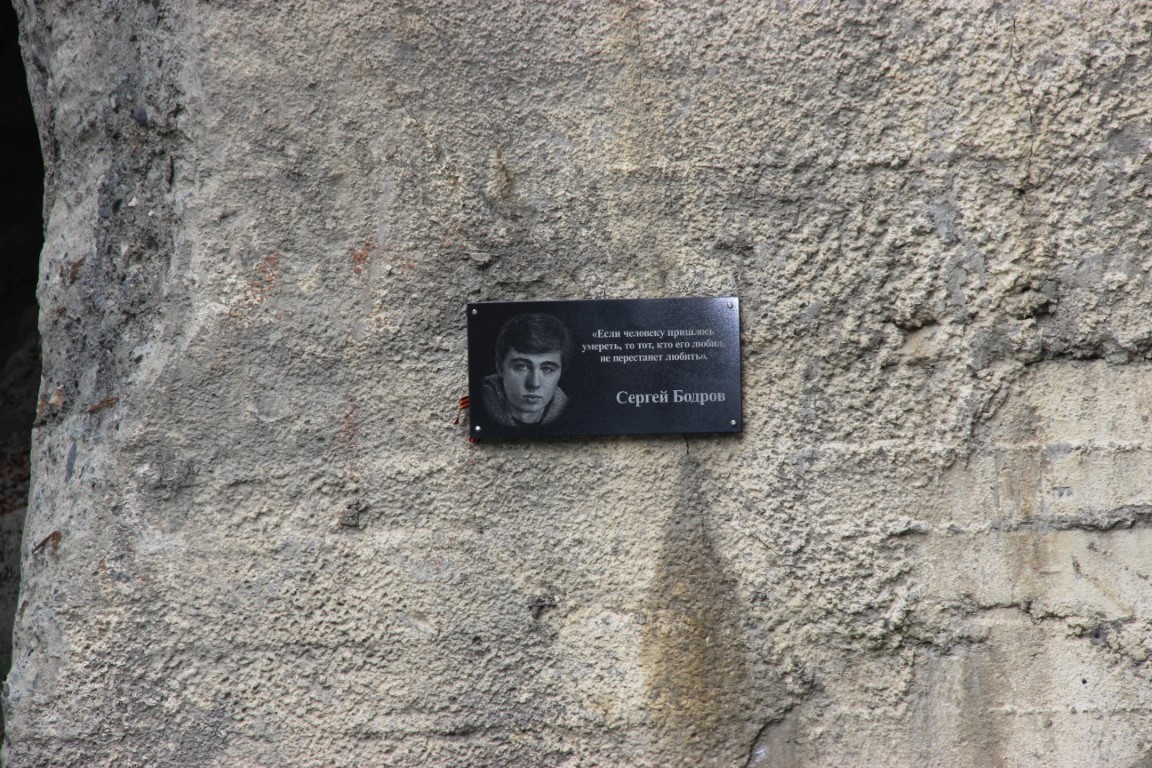 «Если человеку пришлось
умереть, то тот, кто его любил,
не перестанет любить».
Сергей Бодров